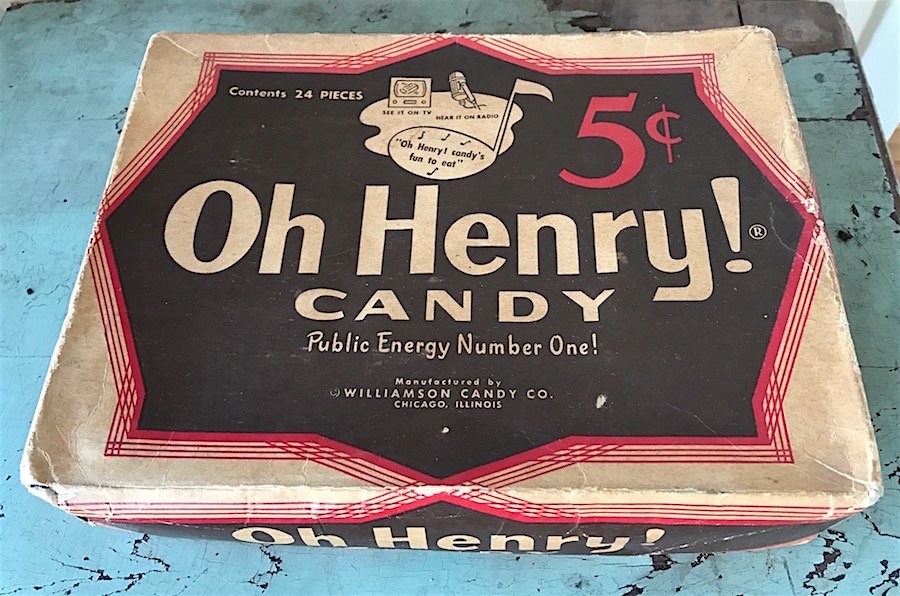 Contents 24 PIECES
SEE IT ON TV
HEAR IT ON RADIO
"Oh Henry! candy's
fun to eat"
5¢
Oh Henry!®
CANDY
Public Energy Number One!
Manufactured by
©WILLIAMSON CANDY CO.
CHICAGO, ILLINOIS
Oh Henry!